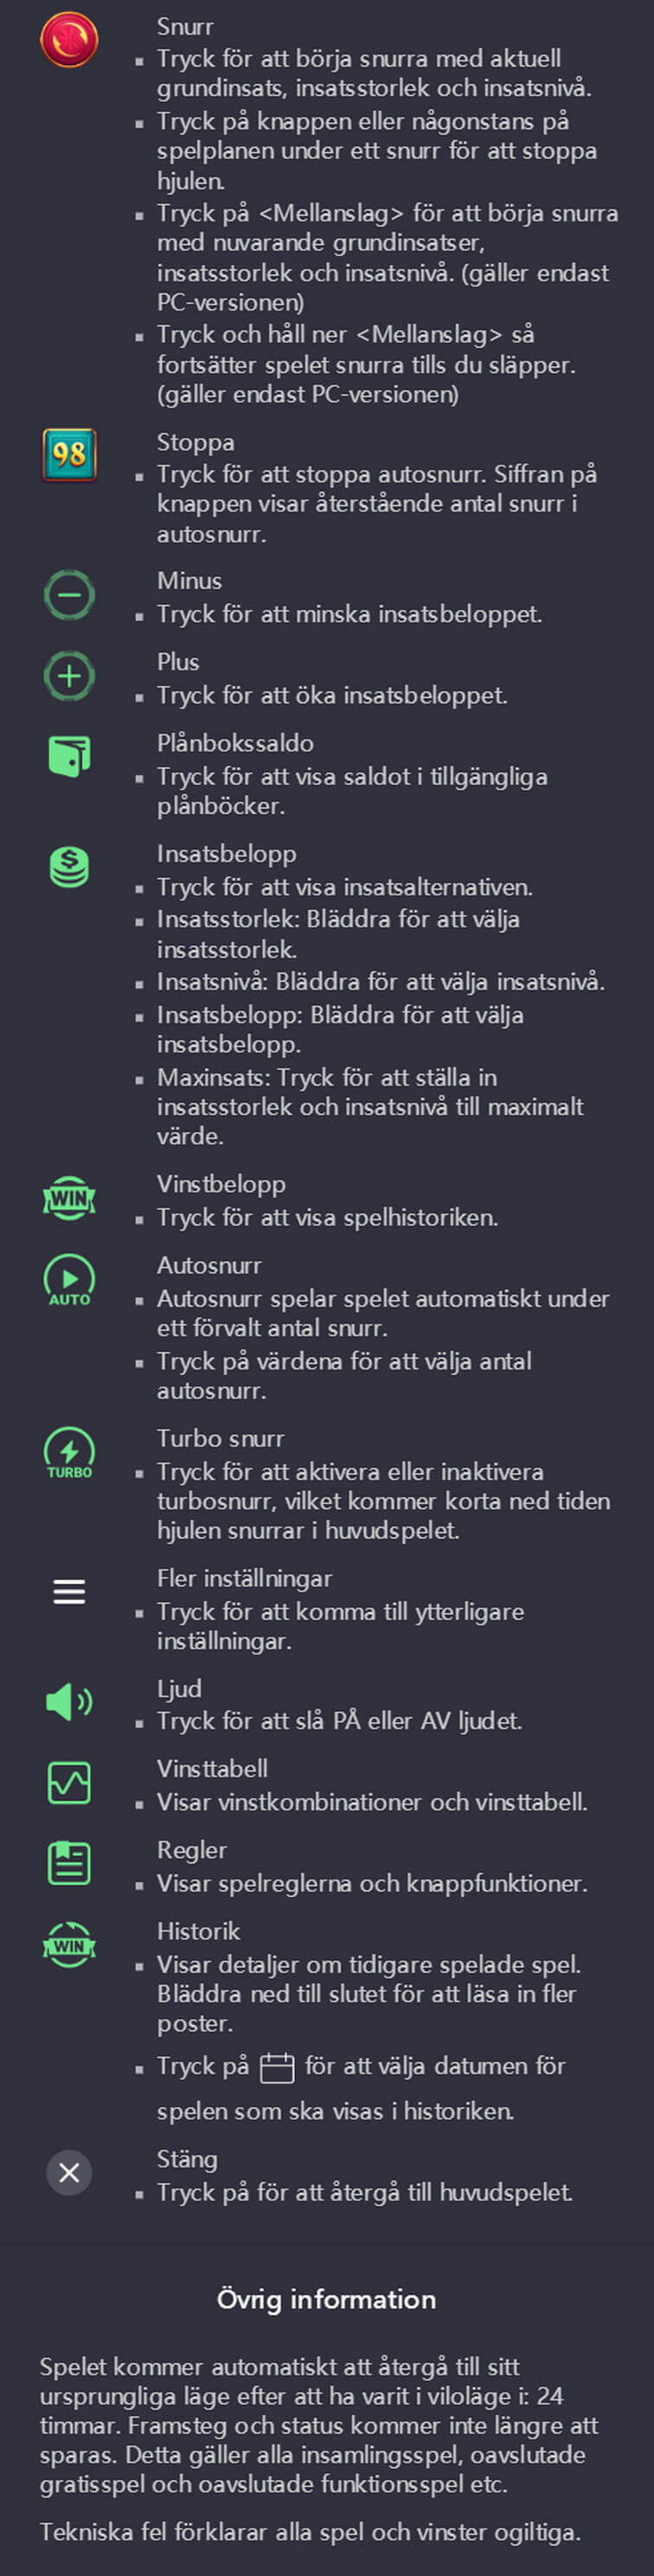 Snurr
▪ Tryck för att börja snurra med aktuell
grundinsats, insatsstorlek och insatsnivå.
▪ Tryck på knappen eller någonstans på
spelplanen under ett snurr för att stoppa
hjulen.
▪ Tryck på <Mellanslag> för att börja snurra
med nuvarande grundinsatser,
insatsstorlek och insatsnivå. (gäller endast
PC-versionen)
▪ Tryck och håll ner <Mellanslag> så
fortsätter spelet snurra tills du släpper.
(gäller endast PC-versionen)
98
Stoppa
▪ Tryck för att stoppa autosnurr. Siffran på
knappen visar återstående antal snurr i
autosnurr.
Minus
▪ Tryck för att minska insatsbeloppet.
Plus
▪ Tryck för att öka insatsbeloppet.
Plånbokssaldo
▪ Tryck för att visa saldot i tillgängliga
plånböcker.
Insatsbelopp
▪ Tryck för att visa insatsalternativen.
▪ Insatsstorlek: Bläddra för att välja
insatsstorlek.
▪ Insatsnivå: Bläddra för att välja insatsnivå.
▪ Insatsbelopp: Bläddra för att välja
insatsbelopp.
▪ Maxinsats: Tryck för att ställa in
insatsstorlek och insatsnivå till maximalt
värde.
WIN
Vinstbelopp
▪ Tryck för att visa spelhistoriken.
AUTO
Autosnurr
▪ Autosnurr spelar spelet automatiskt under
ett förvalt antal snurr.
▪ Tryck på värdena för att välja antal
autosnurr.
TURBO
Turbo snurr
▪ Tryck för att aktivera eller inaktivera
turbosnurr, vilket kommer korta ned tiden
hjulen snurrar i huvudspelet.
Fler inställningar
▪ Tryck för att komma till ytterligare
inställningar.
Ljud
▪ Tryck för att slå PÅ eller AV ljudet.
Vinsttabell
▪ Visar vinstkombinationer och vinsttabell.
Regler
▪ Visar spelreglerna och knappfunktioner.
WIN
Historik
▪ Visar detaljer om tidigare spelade spel.
Bläddra ned till slutet för att läsa in fler
poster.
▪ Tryck på för att välja datumen för
spelen som ska visas i historiken.
Stäng
▪ Tryck på för att återgå till huvudspelet.
Övrig information
Spelet kommer automatiskt att återgå till sitt
ursprungliga läge efter att ha varit i viloläge i: 24
timmar. Framsteg och status kommer inte längre att
sparas. Detta gäller alla insamlingsspel, oavslutade
gratisspel och oavslutade funktionsspel etc.
Tekniska fel förklarar alla spel och vinster ogiltiga.